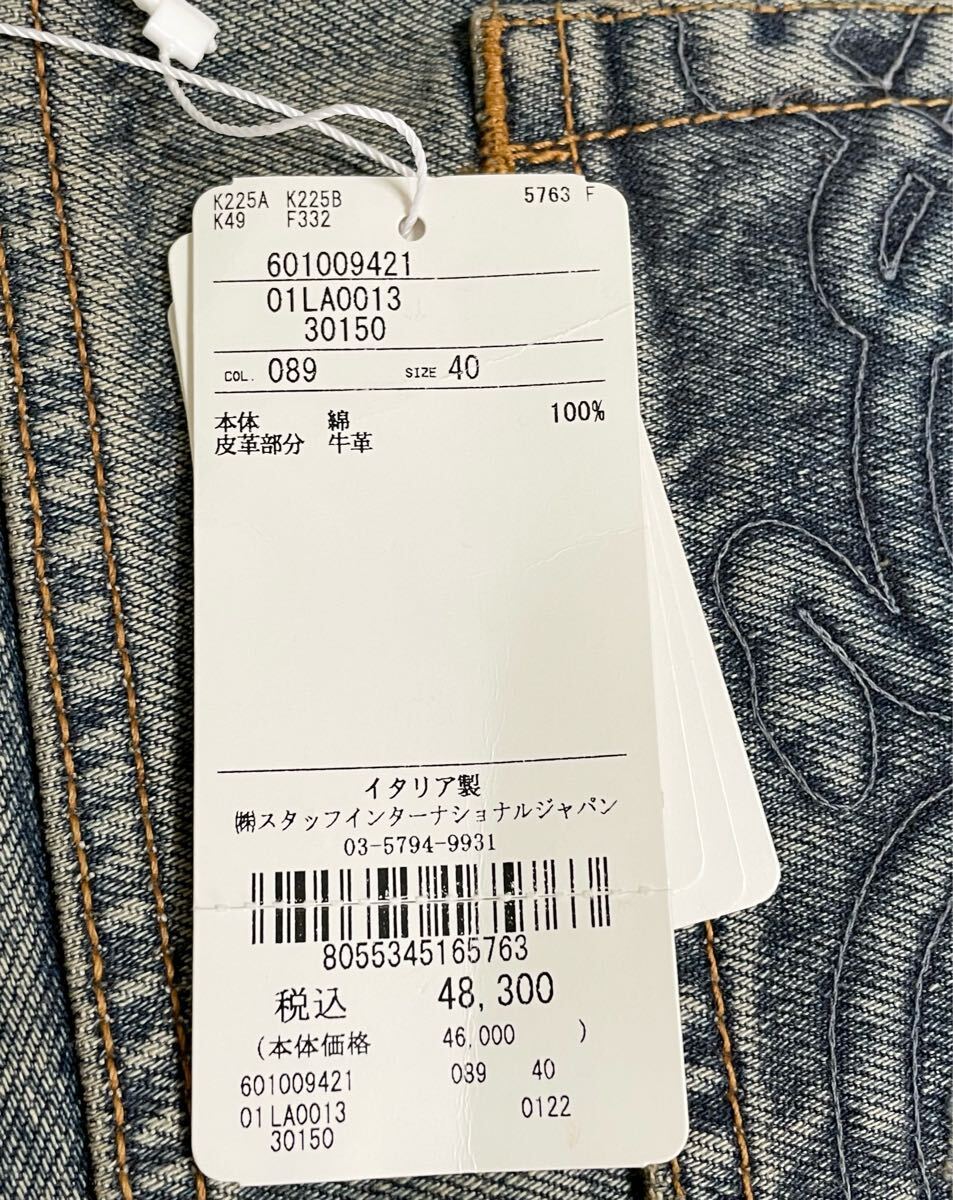 K225A K225B 5763 F
K49 F332
601009421
01LA0013
30150
COL. 089 SIZE 40
本体 綿 100%
皮革部分 牛革
イタリア製
㈱スタッフインターナショナルジャパン
03-5794-9931
8055345165763
税込 48,300
(本体価格 46,000 )
601009421 089 40
01LA0013 0122
30150